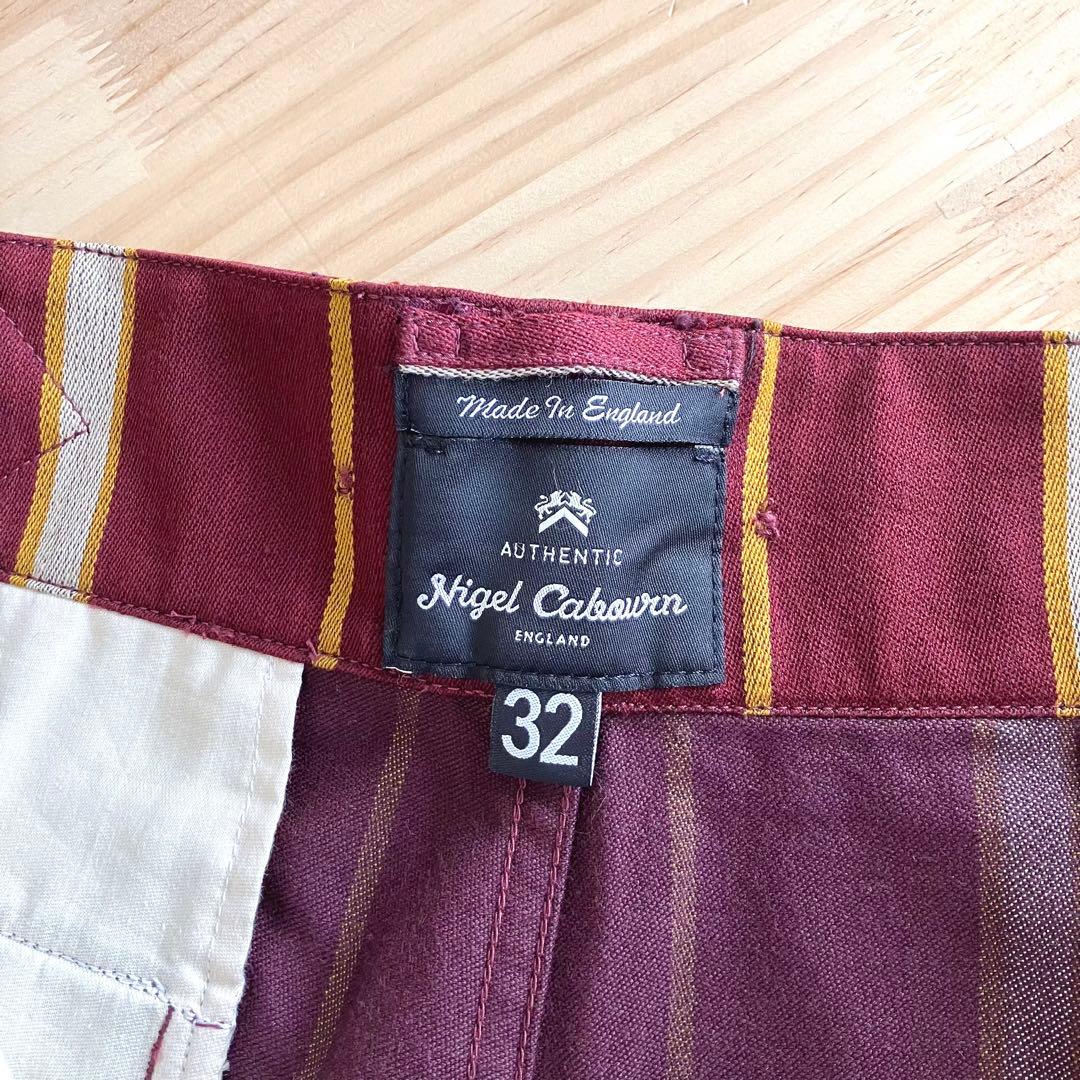 Made In England
AUTHENTIC
Nigel Cabourn
ENGLAND
32